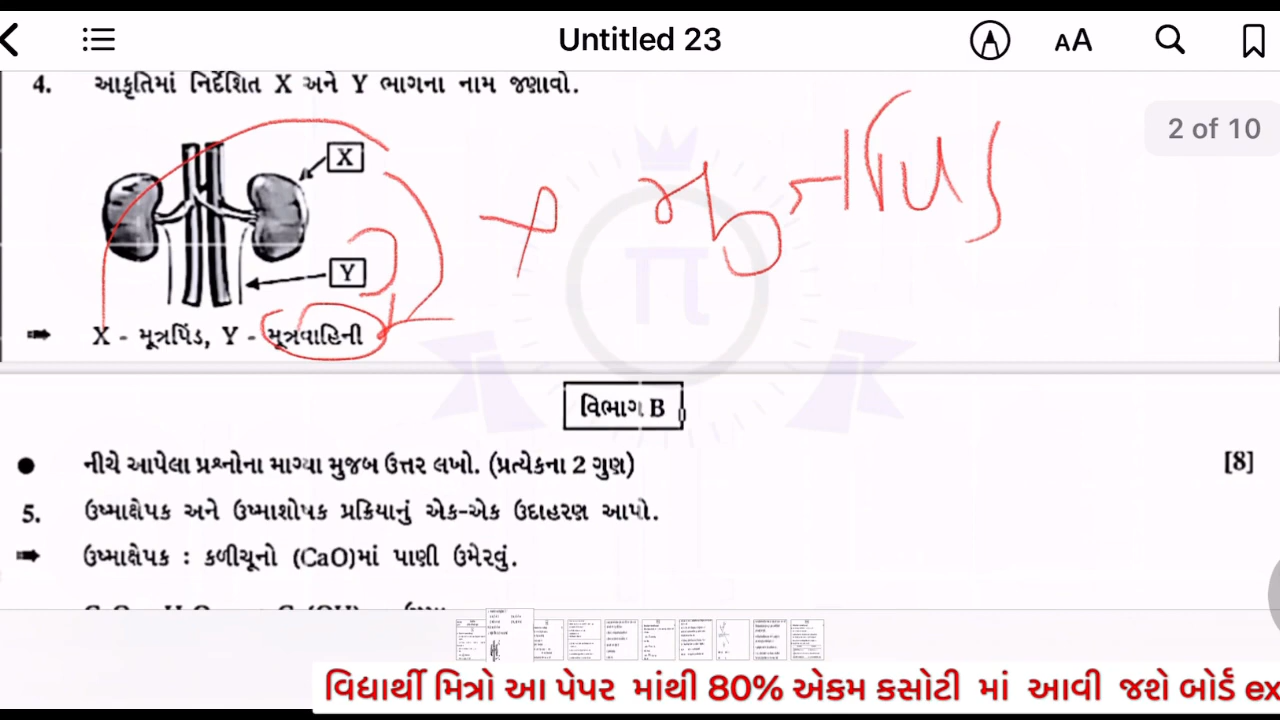 Untitled 23
AA
2 of 10
4. આકૃતિમાં નિર્દેશિત X અને Y ભાગના નામ જણાવો.
X
Y
X - મૂત્રપિંડ, Y - મૂત્રવાહિની
વિભાગ B
નીચે આપેલા પ્રશ્નોના માગ્યા મુજબ ઉત્તર લખો. (પ્રત્યેકના 2 ગુણ) [8]
5. ઉષ્માક્ષેપક અને ઉષ્માશોષક પ્રક્રિયાનું એક-એક ઉદાહરણ આપો.
ઉષ્માક્ષેપક : કળીચૂનો (CaO)માં પાણી ઉમેરવું.
વિદ્યાર્થી મિત્રો આ પેપર માંથી 80% એકમ કસોટી માં આવી જશે બોર્ડ ex